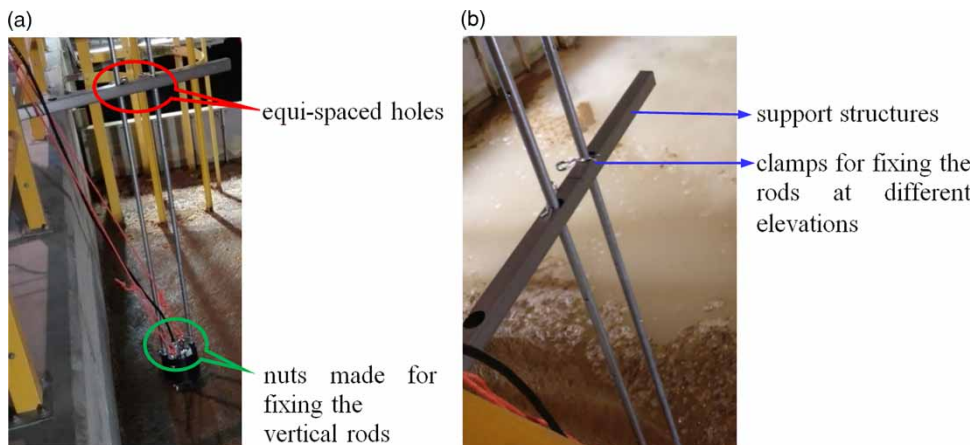 (a)
equi-spaced holes
nuts made for
fixing the
vertical rods
(b)
support structures
clamps for fixing the
rods at different
elevations